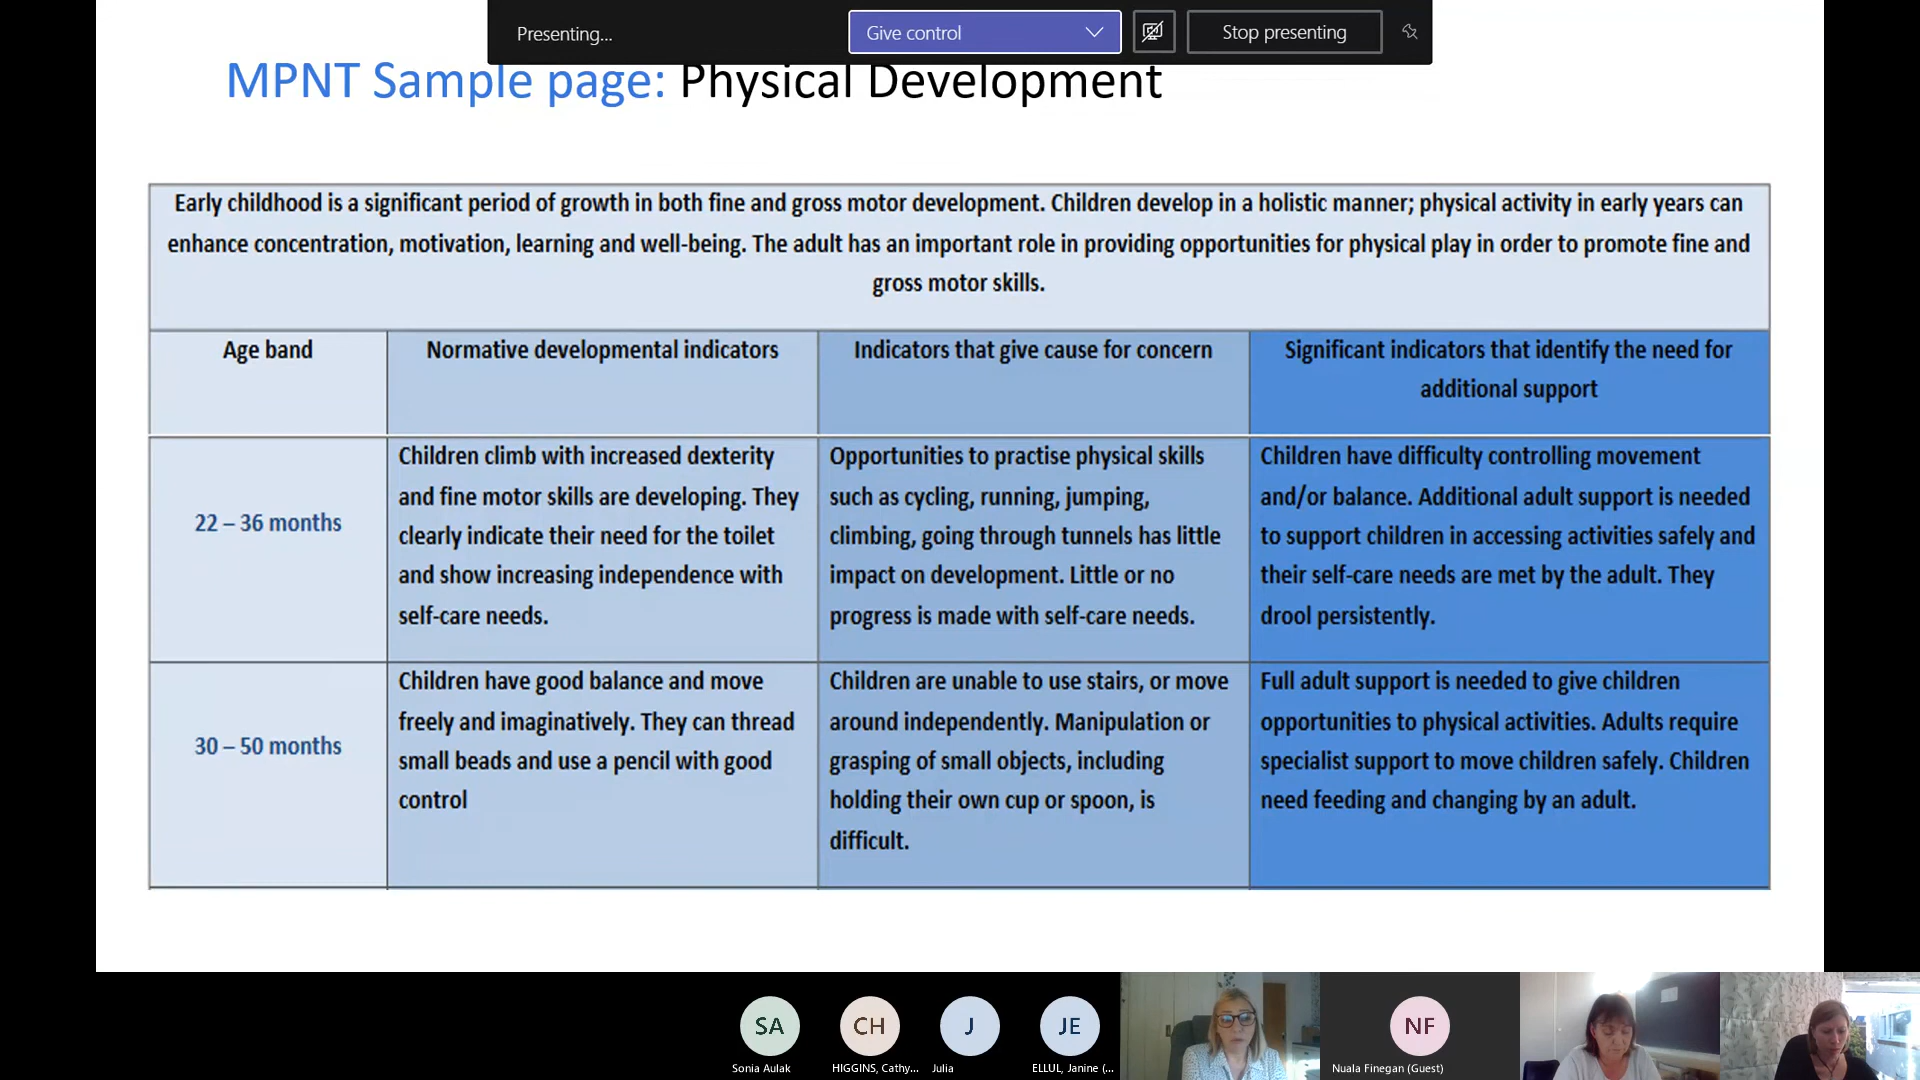 Presenting...
Give control
Stop presenting
MPNT Sample page: Physical Development
Early childhood is a significant period of growth in both fine and gross motor development. Children develop in a holistic manner; physical activity in early years can
enhance concentration, motivation, learning and well-being. The adult has an important role in providing opportunities for physical play in order to promote fine and
gross motor skills.
Age band
Normative developmental indicators
Indicators that give cause for concern
Significant indicators that identify the need for
additional support
22 – 36 months
Children climb with increased dexterity
and fine motor skills are developing. They
clearly indicate their need for the toilet
and show increasing independence with
self-care needs.
Opportunities to practise physical skills
such as cycling, running, jumping,
climbing, going through tunnels has little
impact on development. Little or no
progress is made with self-care needs.
Children have difficulty controlling movement
and/or balance. Additional adult support is needed
to support children in accessing activities safely and
their self-care needs are met by the adult. They
drool persistently.
30 – 50 months
Children have good balance and move
freely and imaginatively. They can thread
small beads and use a pencil with good
control
Children are unable to use stairs, or move
around independently. Manipulation or
grasping of small objects, including
holding their own cup or spoon, is
difficult.
Full adult support is needed to give children
opportunities to physical activities. Adults require
specialist support to move children safely. Children
need feeding and changing by an adult.
SA
CH
J
JE
NF
Sonia Aulak
HIGGINS, Cathy...
Julia
ELLUL, Janine (...
Nuala Finegan (Guest)